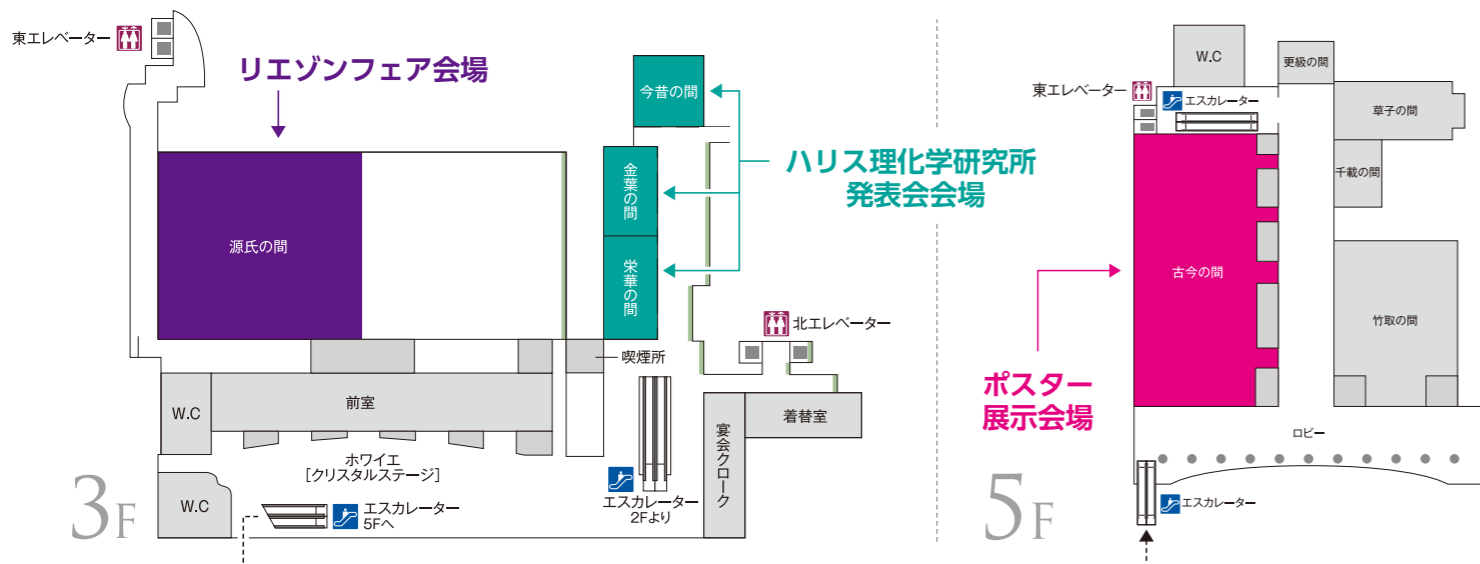 東エレベーター
リエゾンフェア会場
今昔の間
金葉の間
栄華の間
ハリス理化学研究所
発表会会場
源氏の間
北エレベーター
喫煙所
W.C
前室
着替室
宴会クローク
ホワイエ
[クリスタルステージ]
W.C
エスカレーター
5Fへ
エスカレーター
2Fより
3F
W.C
更級の間
東エレベーター
エスカレーター
草子の間
千載の間
古今の間
竹取の間
ポスター
展示会場
ロビー
エスカレーター
5F